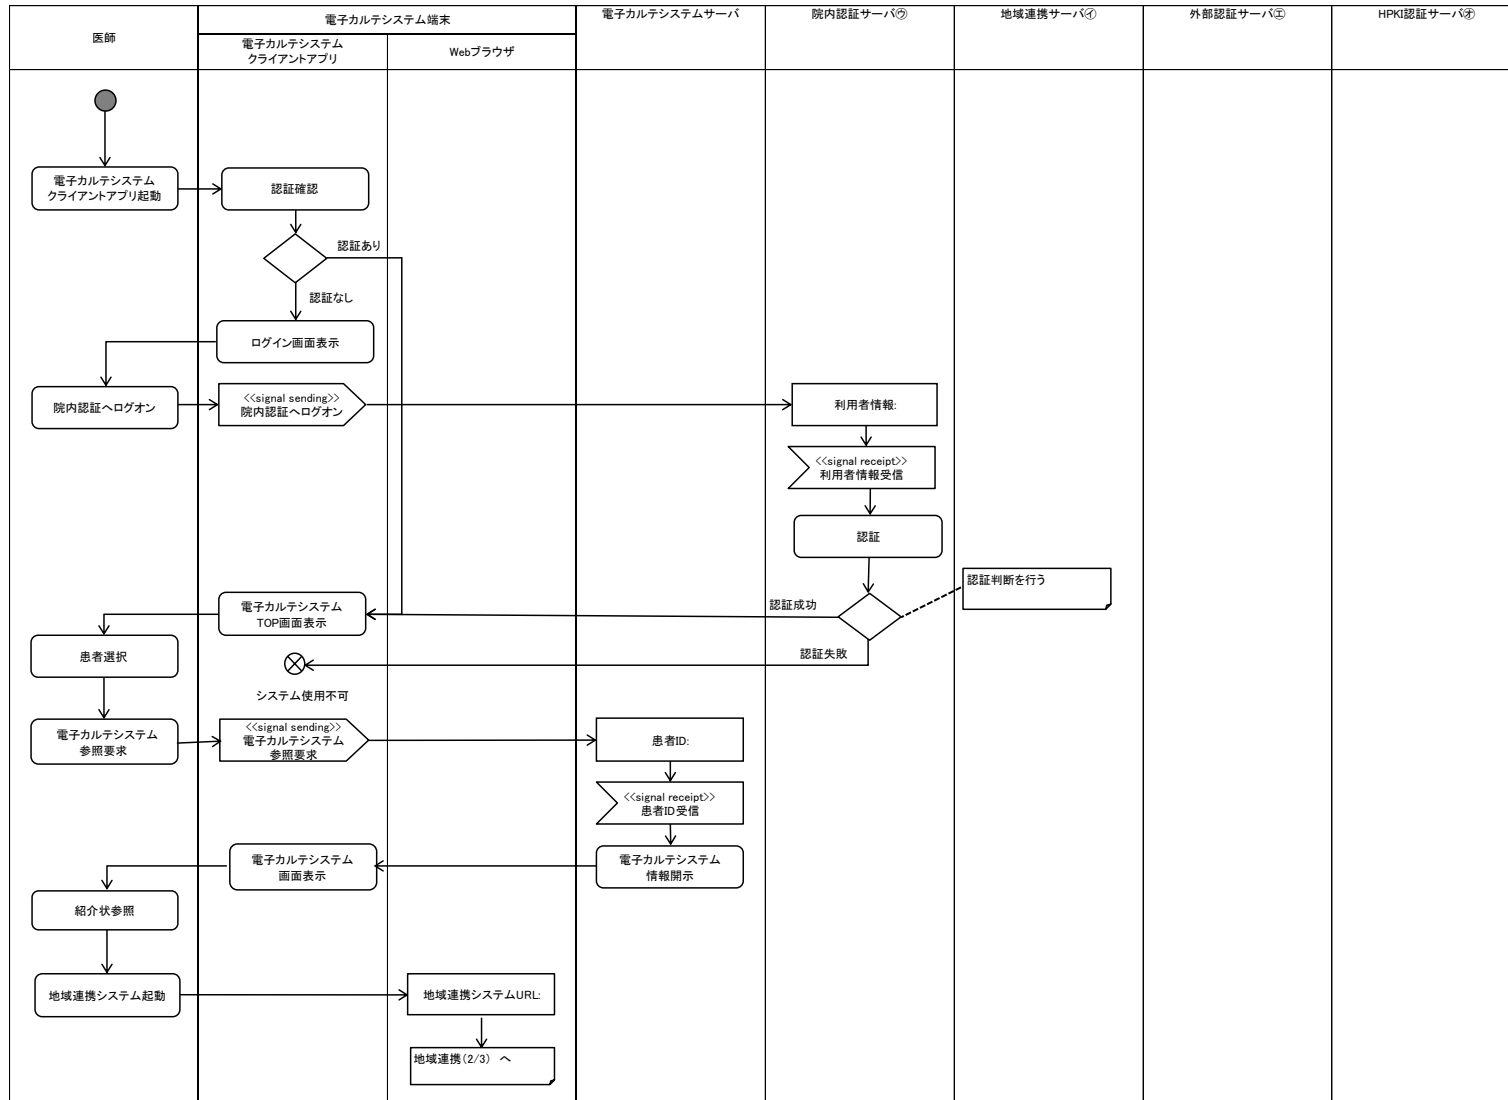 医師
電子カルテシステム端末
電子カルテシステム
クライアントアプリ
Webブラウザ
電子カルテシステムサーバ
院内認証サーバ㋒
地域連携サーバ㋑
外部認証サーバ㋓
HPKI認証サーバ㋔
電子カルテシステム
クライアントアプリ起動
認証確認
認証あり
認証なし
ログイン画面表示
院内認証へログオン
<<signal sending>>
院内認証へログオン
利用者情報:
<<signal receipt>>
利用者情報受信
認証
認証判断を行う
認証成功
電子カルテシステム
TOP画面表示
患者選択
認証失敗
システム使用不可
電子カルテシステム
参照要求
<<signal sending>>
電子カルテシステム
参照要求
患者ID:
<<signal receipt>>
患者ID受信
電子カルテシステム
情報開示
電子カルテシステム
画面表示
紹介状参照
地域連携システム起動
地域連携システムURL:
地域連携(2/3) へ